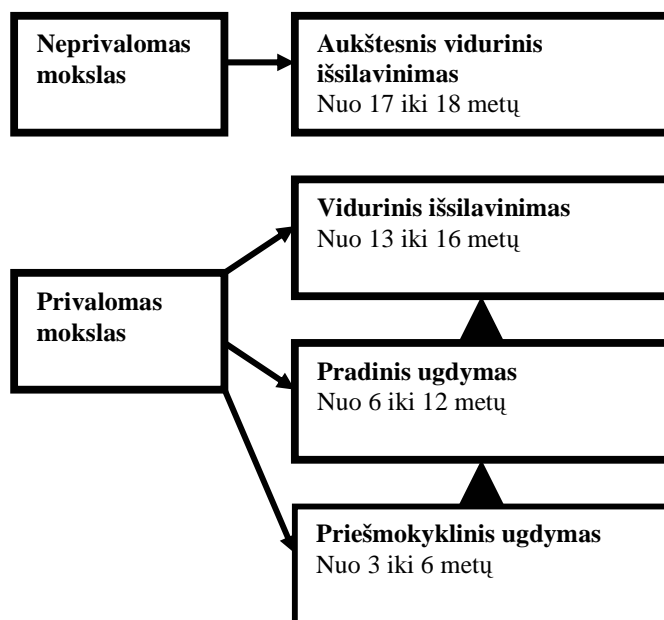 Neprivalomas
mokslas
Aukštesnis vidurinis
išsilavinimas
Nuo 17 iki 18 metų
Vidurinis išsilavinimas
Nuo 13 iki 16 metų
Privalomas
mokslas
Pradinis ugdymas
Nuo 6 iki 12 metų
Priešmokyklinis ugdymas
Nuo 3 iki 6 metų